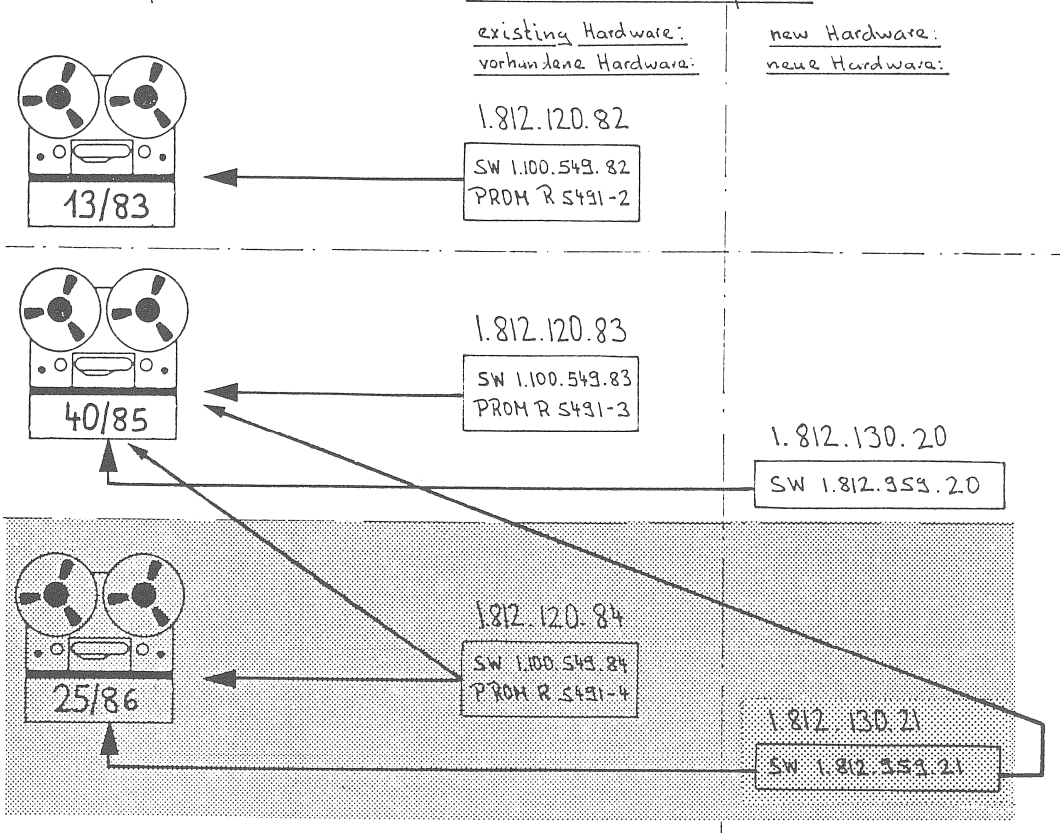 existing Hardware:
vorhandene Hardware:
new Hardware:
neue Hardware:
1.812.120.82
SW 1.100.549.82
PROM R 5491-2
13/83
1.812.120.83
SW 1.100.549.83
PROM R 5491-3
40/85
1.812.130.20
SW 1.812.959.20
1.812.120.84
SW 1.100.549.84
PROM R 5491-4
25/86
1.812.130.21
SW 1.812.959.21